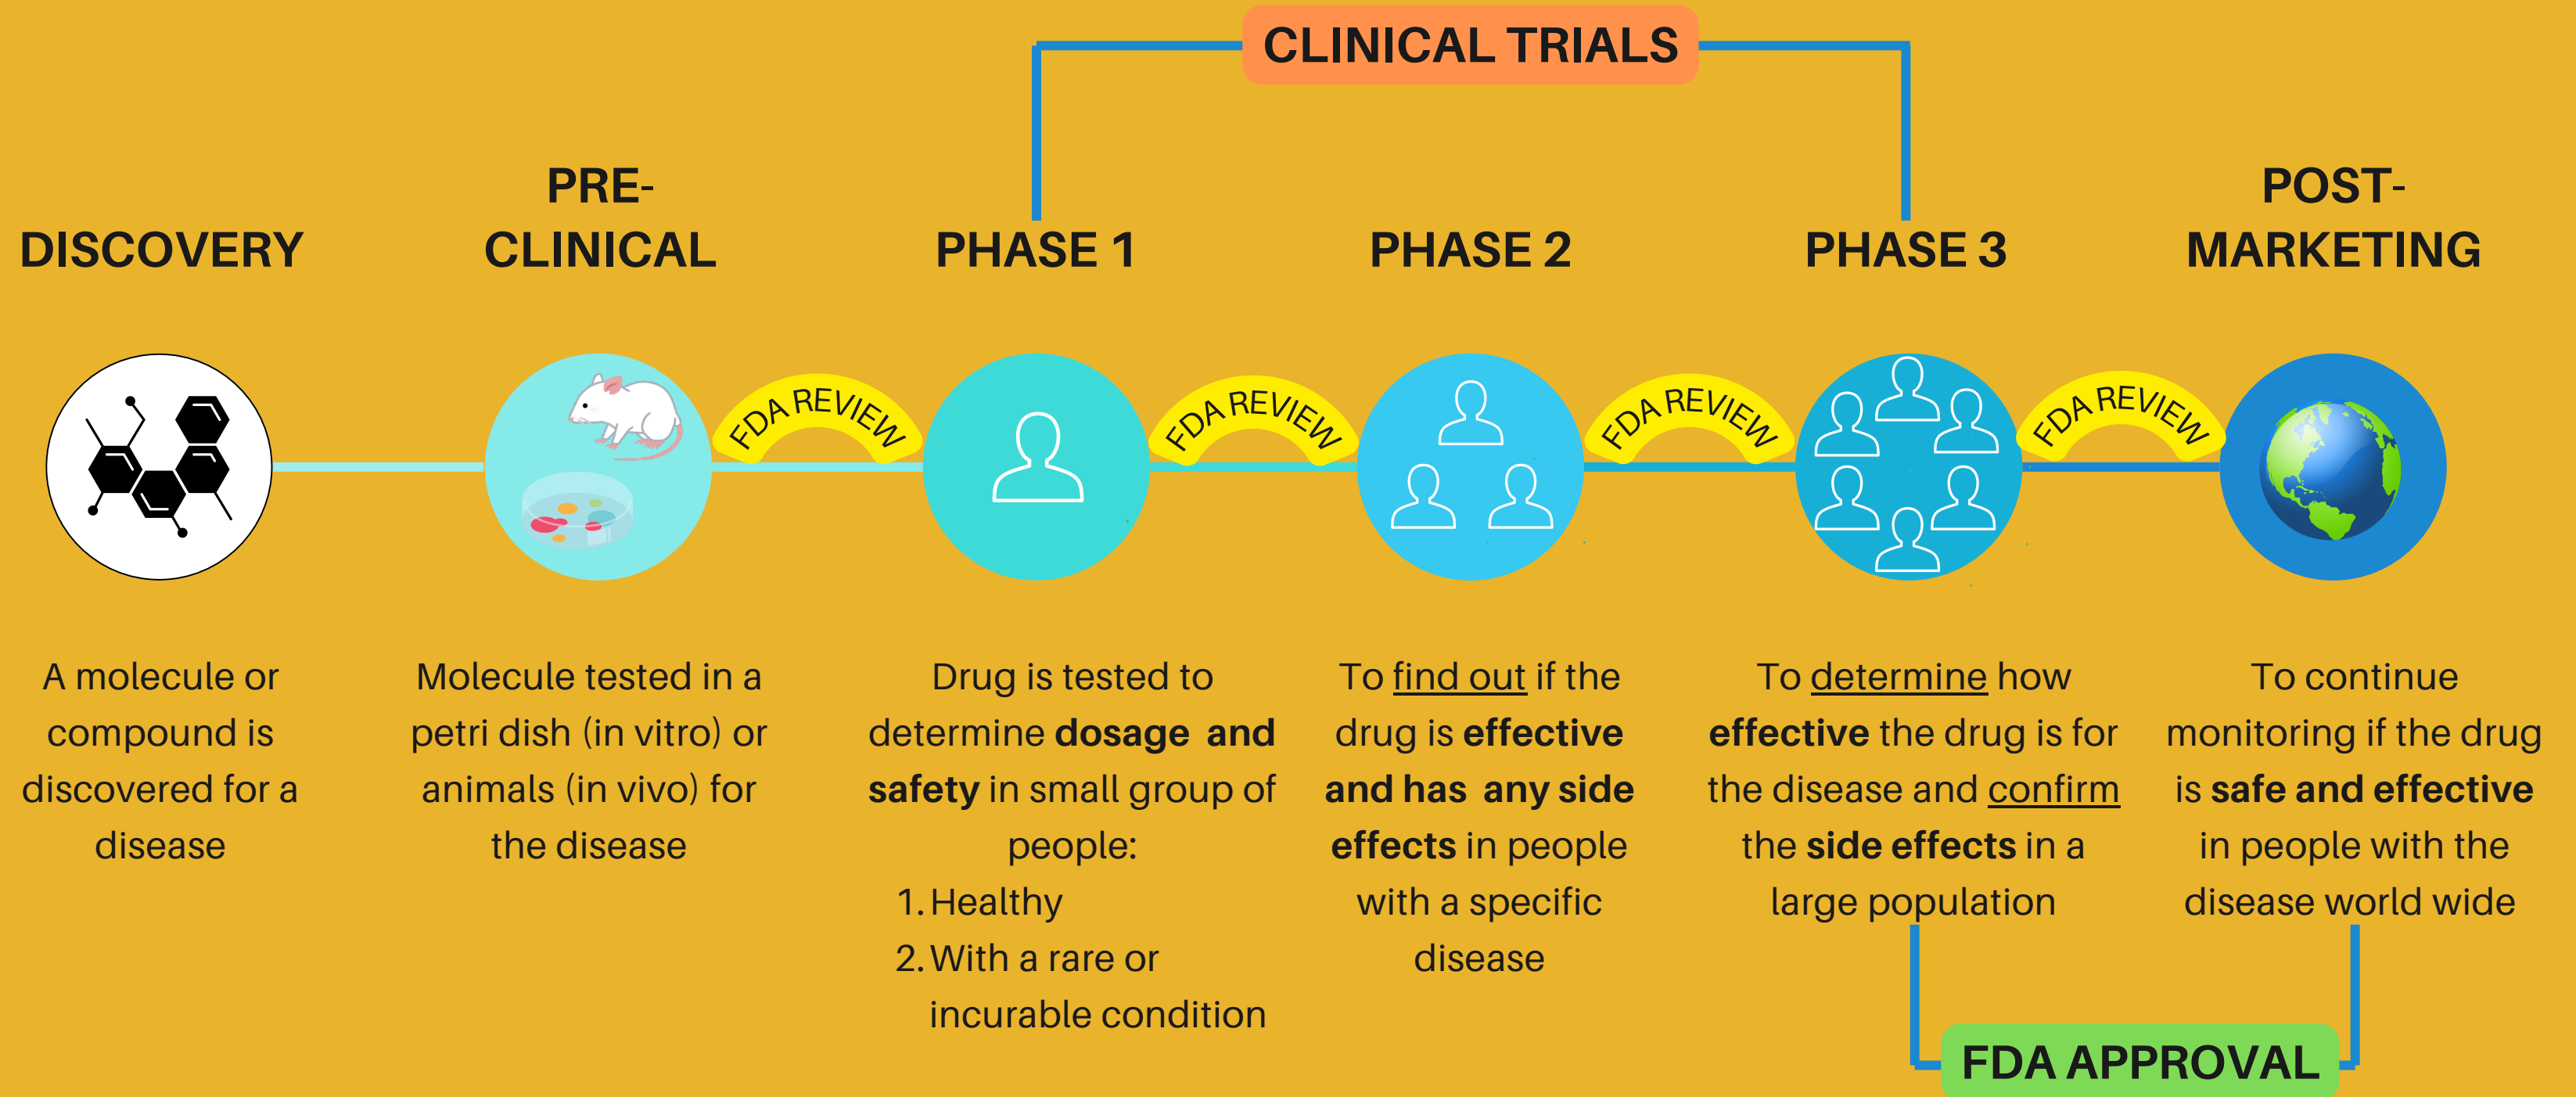 CLINICAL TRIALS
DISCOVERY
PRE-
CLINICAL
PHASE 1
PHASE 2
PHASE 3
POST-
MARKETING
FDA REVIEW
FDA REVIEW
FDA REVIEW
FDA REVIEW
A molecule or
compound is
discovered for a
disease
Molecule tested in a
petri dish (in vitro) or
animals (in vivo) for
the disease
Drug is tested to
determine dosage and
safety in small group of
people:
1. Healthy
2. With a rare or
incurable condition
To find out if the
drug is effective
and has any side
effects in people
with a specific
disease
To determine how
effective the drug is for
the disease and confirm
the side effects in a
large population
To continue
monitoring if the drug
is safe and effective
in people with the
disease world wide
FDA APPROVAL